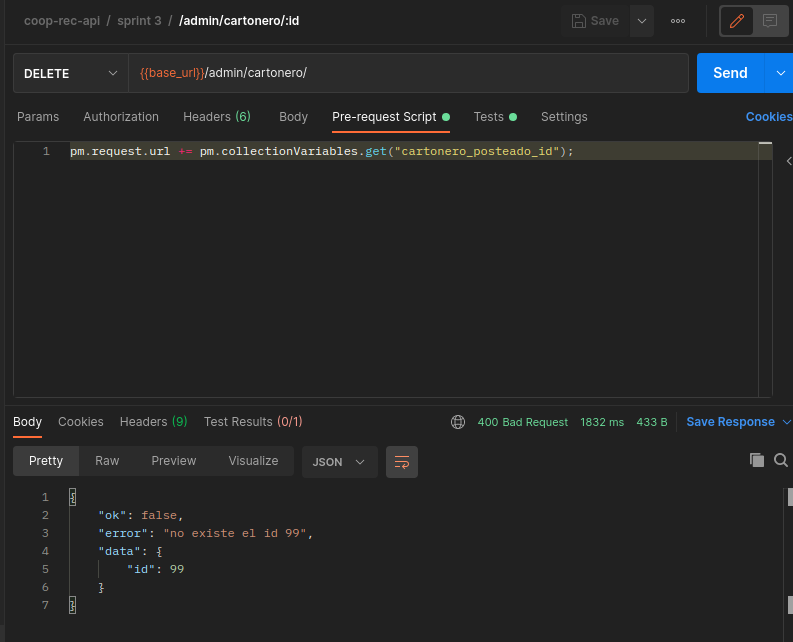 coop-rec-api / sprint 3 / /admin/cartonero/:id
Save
DELETE {{base_url}}/admin/cartonero/ Send
Params Authorization Headers (6) Body Pre-request Script Tests Settings Cookies
1 pm.request.url += pm.collectionVariables.get("cartonero_posteado_id");
Body Cookies Headers (9) Test Results (0/1) 400 Bad Request 1832 ms 433 B Save Response
Pretty Raw Preview Visualize JSON
1 {
2 "ok": false,
3 "error": "no existe el id 99",
4 "data": {
5 "id": 99
6 }
7 }